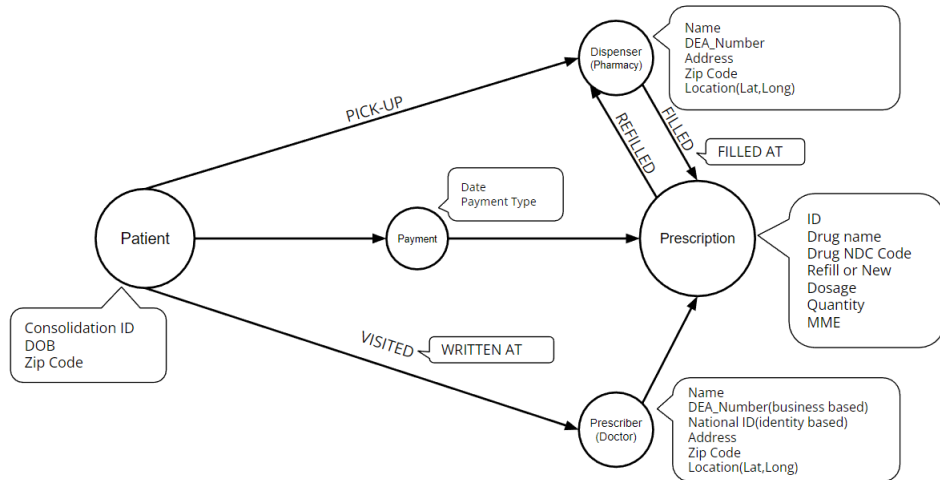 Name
DEA_Number
Address
Zip Code
Location(Lat,Long)
Dispenser
(Pharmacy)
PICK-UP
REFILLED
FILLED
FILLED AT
Date
Payment Type
Patient
Payment
Prescription
ID
Drug name
Drug NDC Code
Refill or New
Dosage
Quantity
MME
Consolidation ID
DOB
Zip Code
VISITED
WRITTEN AT
Prescriber
(Doctor)
Name
DEA_Number(business based)
National ID(identity based)
Address
Zip Code
Location(Lat,Long)